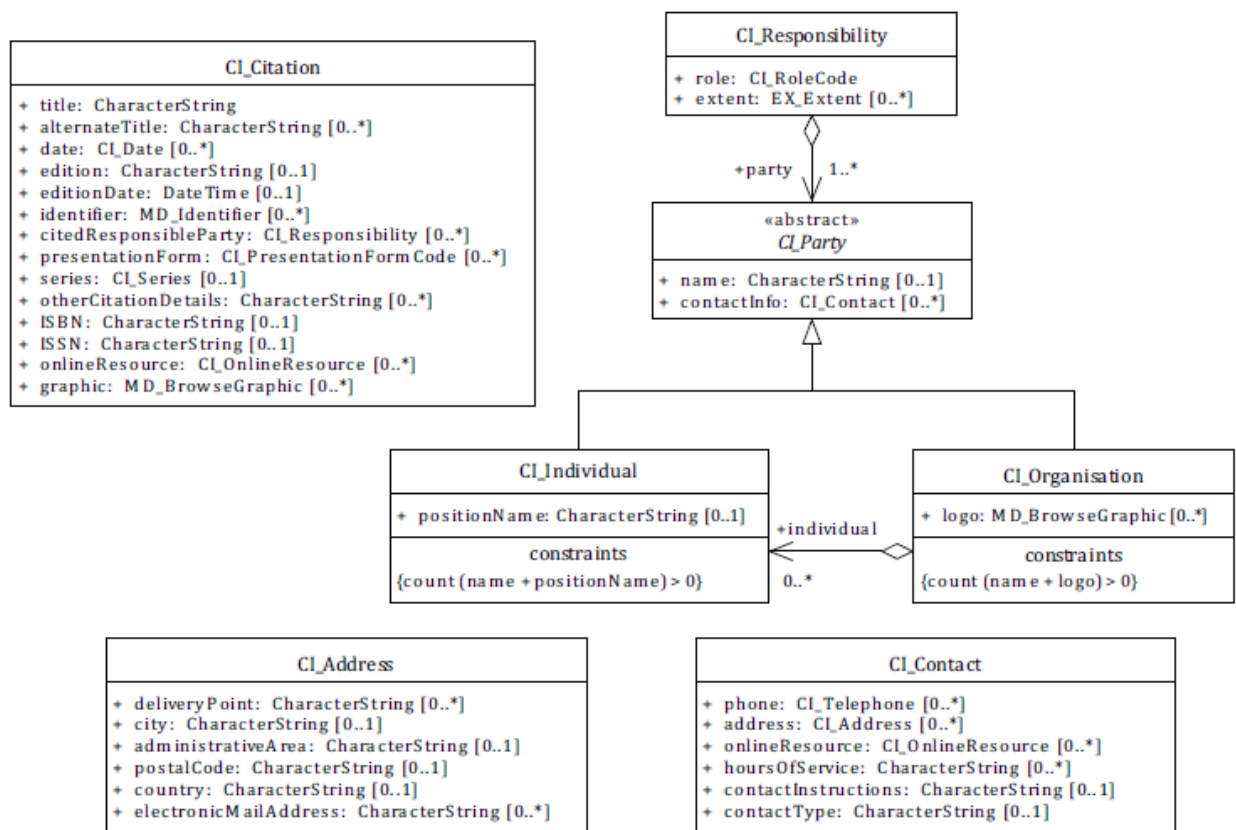 CI_Citation
+ title: CharacterString
+ alternateTitle: CharacterString [0..*]
+ date: CI_Date [0..*]
+ edition: CharacterString [0..1]
+ editionDate: DateTime [0..1]
+ identifier: MD_Identifier [0..*]
+ citedResponsibleParty: CI_Responsibility [0..*]
+ presentationForm: CI_PresentationFormCode [0..*]
+ series: CI_Series [0..1]
+ otherCitationDetails: CharacterString [0..*]
+ ISBN: CharacterString [0..1]
+ ISSN: CharacterString [0..1]
+ onlineResource: CI_OnlineResource [0..*]
+ graphic: MD_BrowseGraphic [0..*]
CI_Responsibility
+ role: CI_RoleCode
+ extent: EX_Extent [0..*]
+party 1..*
«abstract»
CI_Party
+ name: CharacterString [0..1]
+ contactInfo: CI_Contact [0..*]
CI_Individual
+ positionName: CharacterString [0..1]
constraints
{count (name + positionName) > 0}
+individual
0..*
CI_Organisation
+ logo: MD_BrowseGraphic [0..*]
constraints
{count (name + logo) > 0}
CI_Address
+ deliveryPoint: CharacterString [0..*]
+ city: CharacterString [0..1]
+ administrativeArea: CharacterString [0..1]
+ postalCode: CharacterString [0..1]
+ country: CharacterString [0..1]
+ electronicMailAddress: CharacterString [0..*]
CI_Contact
+ phone: CI_Telephone [0..*]
+ address: CI_Address [0..*]
+ onlineResource: CI_OnlineResource [0..*]
+ hoursOfService: CharacterString [0..*]
+ contactInstructions: CharacterString [0..1]
+ contactType: CharacterString [0..1]